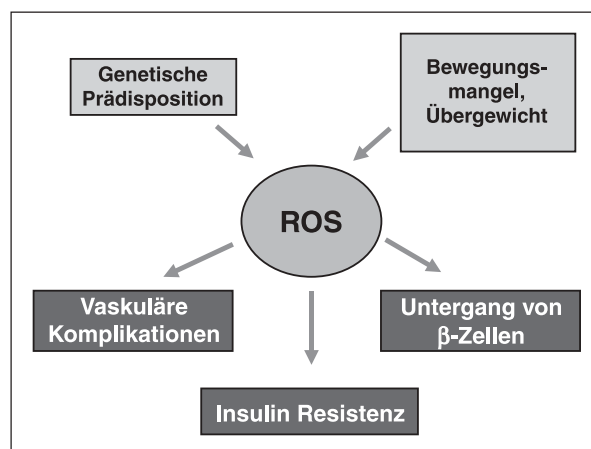 Genetische
Prädisposition
Bewegungs-
mangel,
Übergewicht
ROS
Vaskuläre
Komplikationen
Untergang von
β-Zellen
Insulin Resistenz